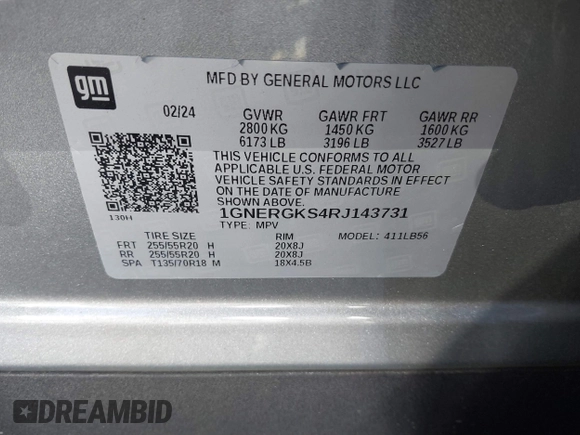 gm
MFD BY GENERAL MOTORS LLC
02/24 GVWR GAWR FRT GAWR RR
2800 KG 1450 KG 1600 KG
6173 LB 3196 LB 3527 LB
THIS VEHICLE CONFORMS TO ALL
APPLICABLE U.S. FEDERAL MOTOR
VEHICLE SAFETY STANDARDS IN EFFECT
ON THE DATE OF MANUFACTURE
SHOWN ABOVE.
130H 1GNERGKS4RJ143731
TYPE: MPV MODEL: 411LB56
TIRE SIZE RIM
FRT 255/55R20 H 20X8J
RR 255/55R20 H 20X8J
SPA T135/70R18 M 18X4.5B
DREAMBID